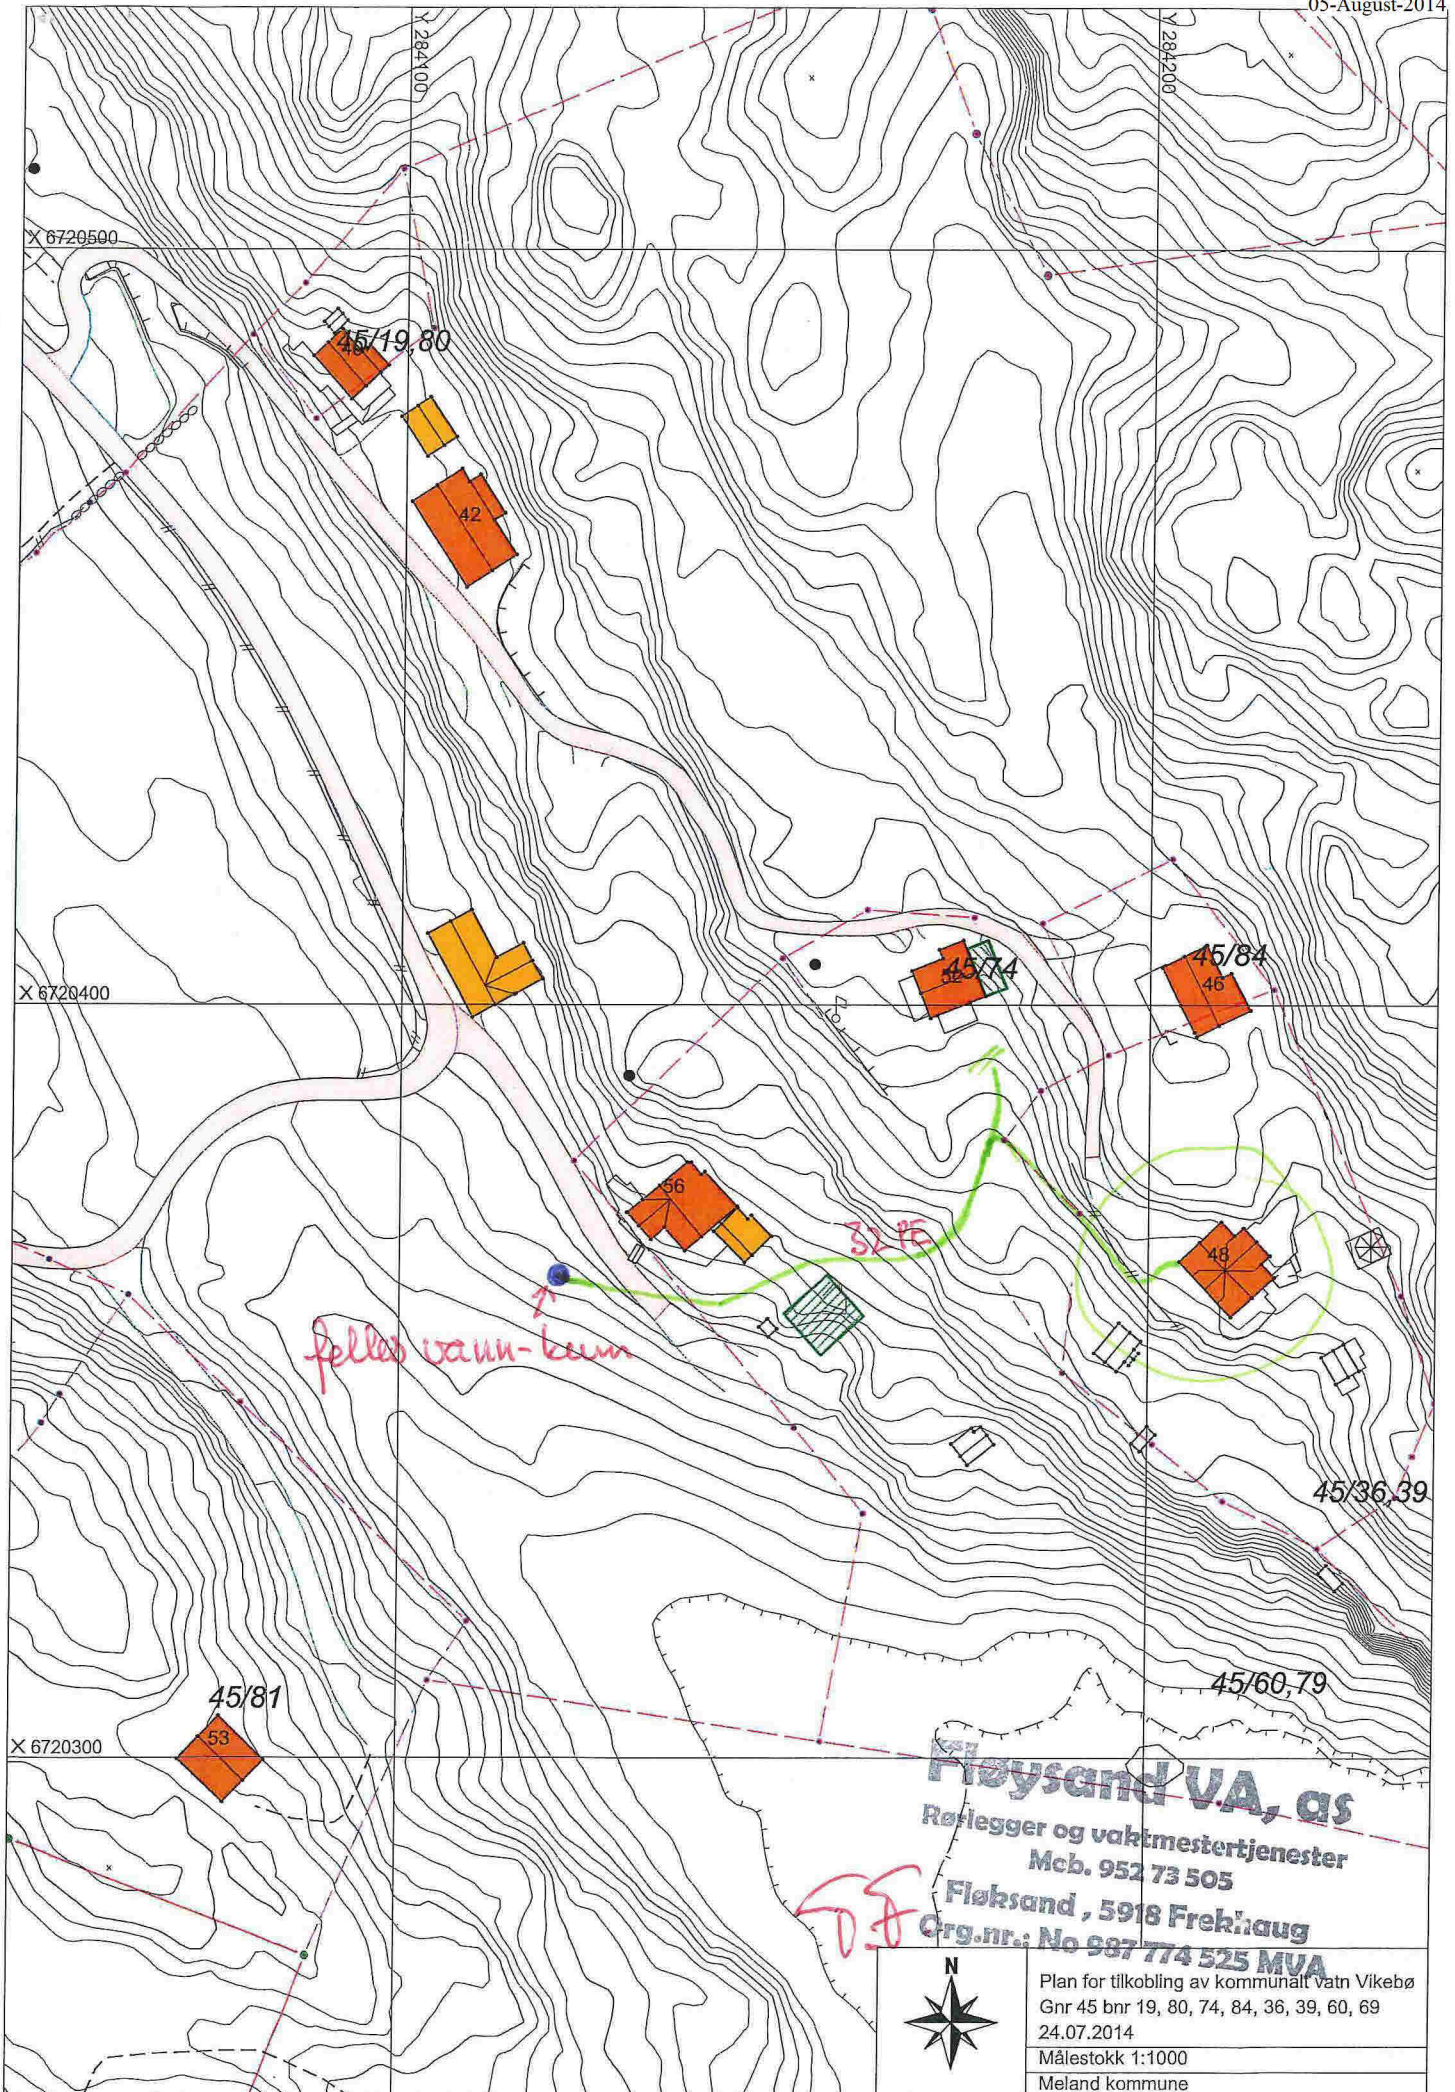 05-August-2014
Y 284100
Y 284200
X 6720500
45/19,80
42
X 6720400
45/74
52
45/84
46
56
32 PE
48
felles vann-kum
45/36,39
45/81
53
45/60,79
X 6720300
Fløysand VA, as
Rørlegger og vaktmestertjenester
Mob. 952 73 505
Fløksand, 5918 Frekhaug
Org.nr.: No 987 774 525 MVA
N
Plan for tilkobling av kommunalt vatn Vikebø
Gnr 45 bnr 19, 80, 74, 84, 36, 39, 60, 69
24.07.2014
Målestokk 1:1000
Meland kommune